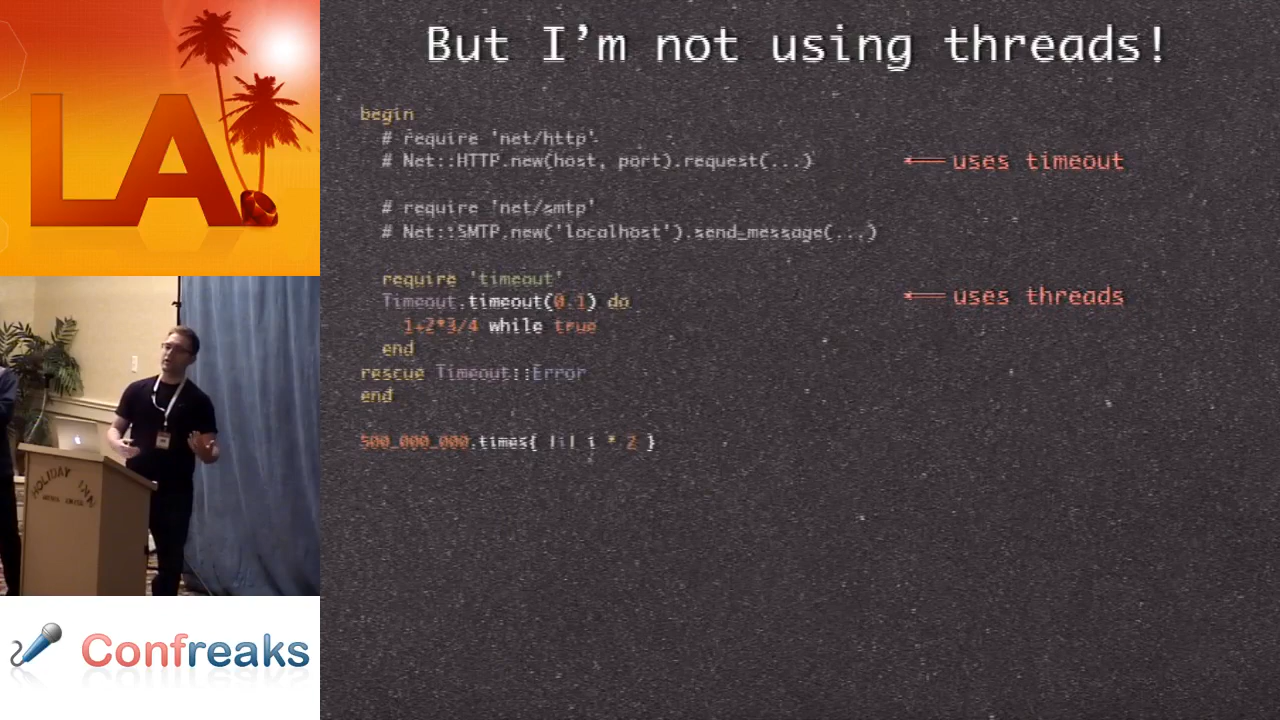 LA
But I'm not using threads!
begin
# require 'net/http'
# Net::HTTP.new(host, port).request(...)
← uses timeout
# require 'net/smtp'
# Net::SMTP.new('localhost').send_message(...)
require 'timeout'
Timeout.timeout(0.1) do
← uses threads
1+2*3/4 while true
end
rescue Timeout::Error
end
500_000_000.times{ |i| i * 2 }
HOLIDAY INN
Confreaks